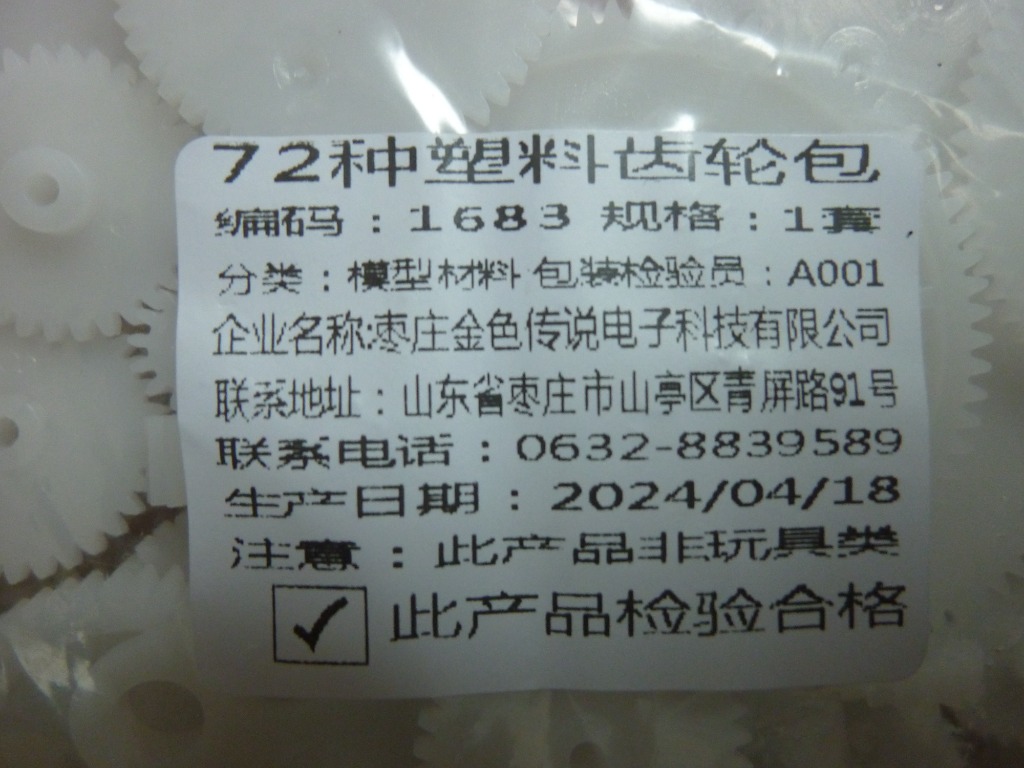 72种塑料齿轮包
编码：1683 规格：1套
分类：模型材料 包装检验员：A001
企业名称:枣庄金色传说电子科技有限公司
联系地址：山东省枣庄市山亭区青屏路91号
联系电话：0632-8839589
生产日期：2024/04/18
注意：此产品非玩具类
✓ 此产品检验合格